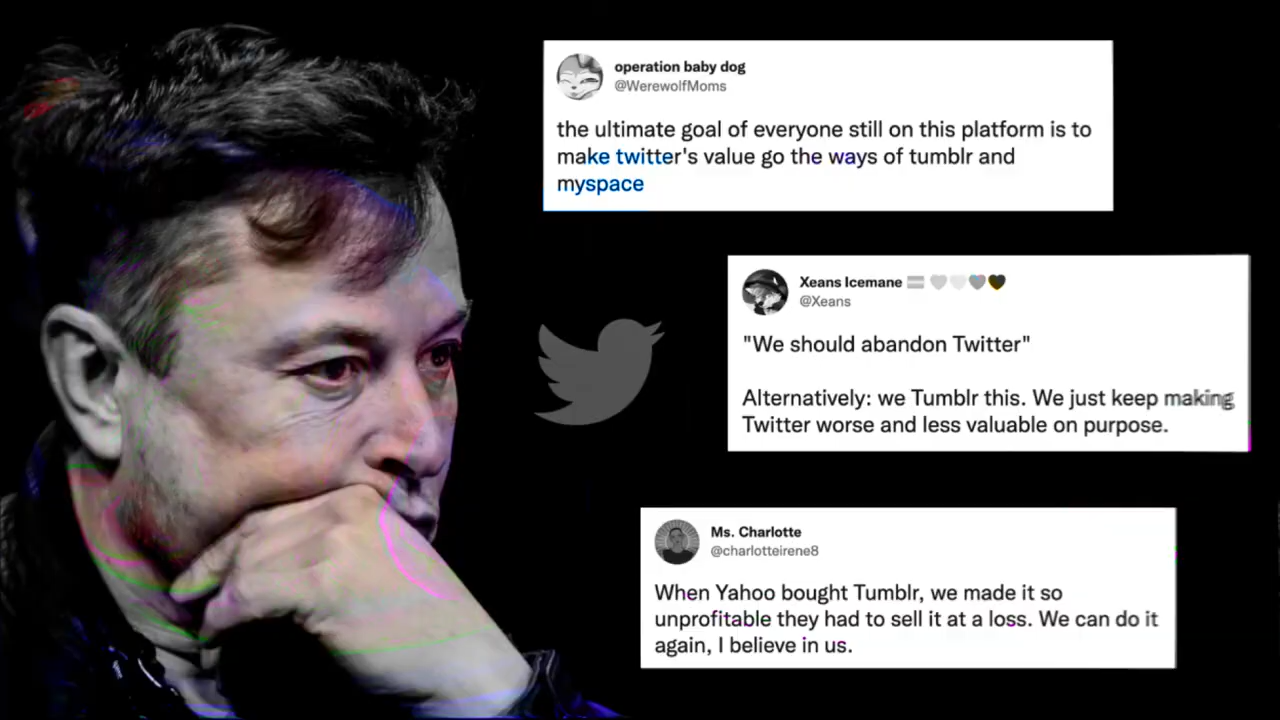 operation baby dog
@WerewolfMoms
the ultimate goal of everyone still on this platform is to
make twitter's value go the ways of tumblr and
myspace
Xeans Icemane
@Xeans
"We should abandon Twitter"
Alternatively: we Tumblr this. We just keep making
Twitter worse and less valuable on purpose.
Ms. Charlotte
@charlotteirene8
When Yahoo bought Tumblr, we made it so
unprofitable they had to sell it at a loss. We can do it
again, I believe in us.